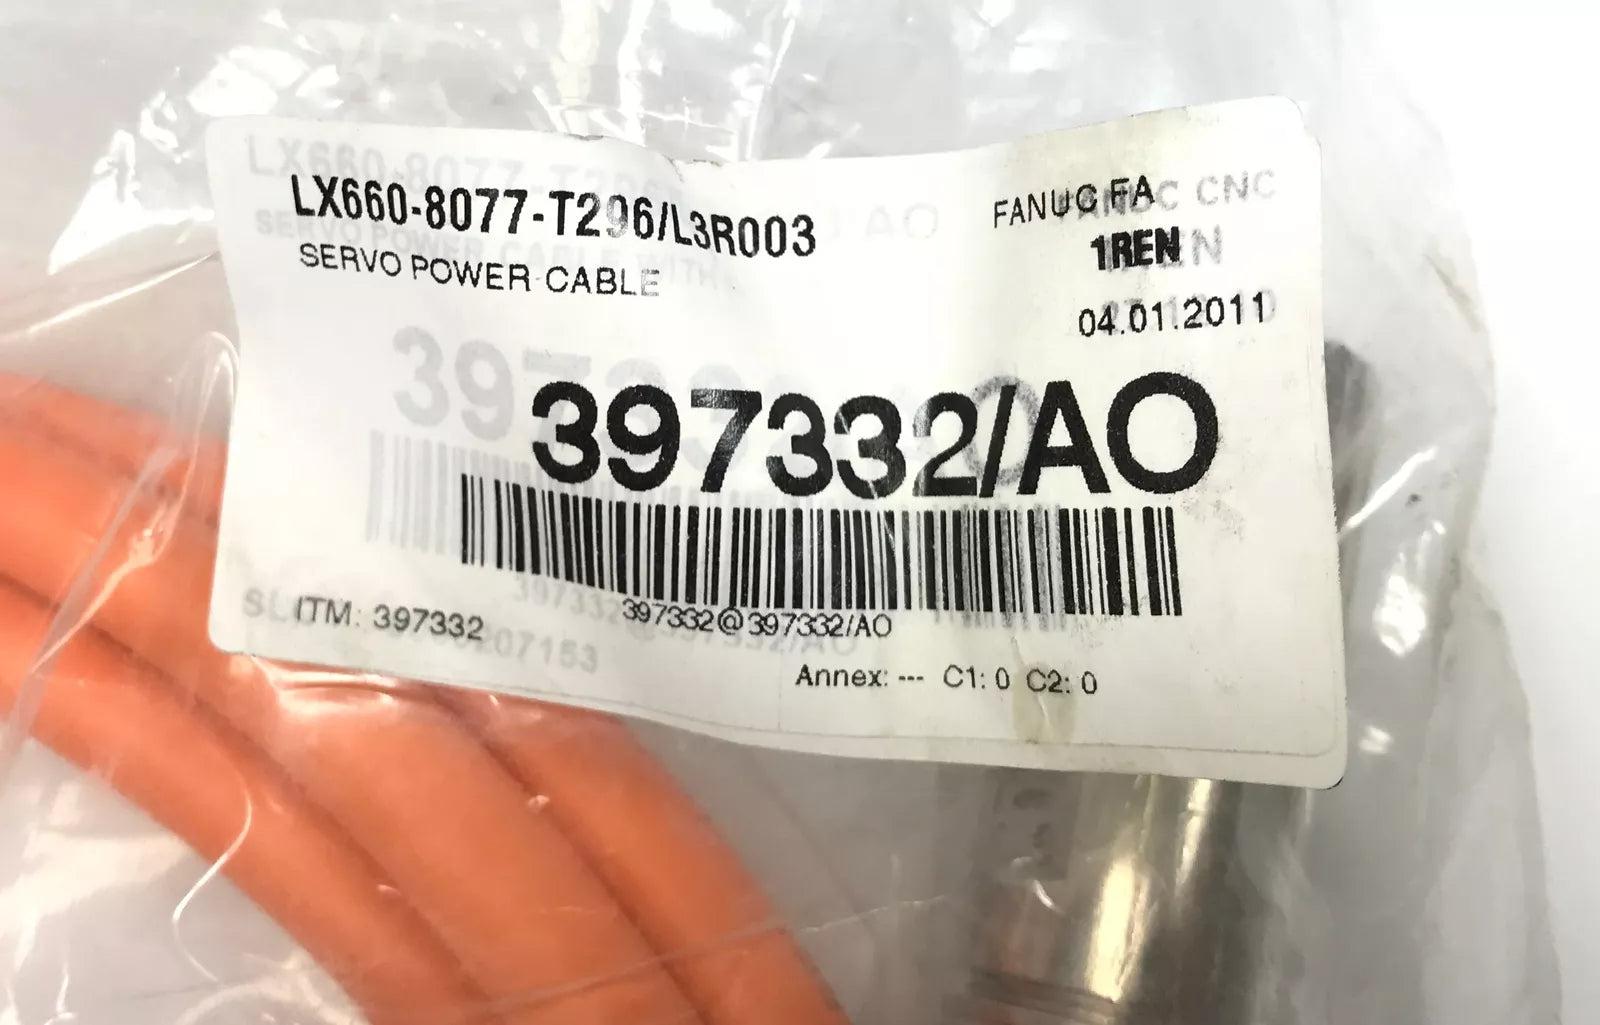 LX660-8077-T296/L3R003
SERVO POWER CABLE
FANUC FA
1REN
04.01.2011
397332/AO
397332@397332/AO
ITM: 397332
Annex: --- C1: 0 C2: 0